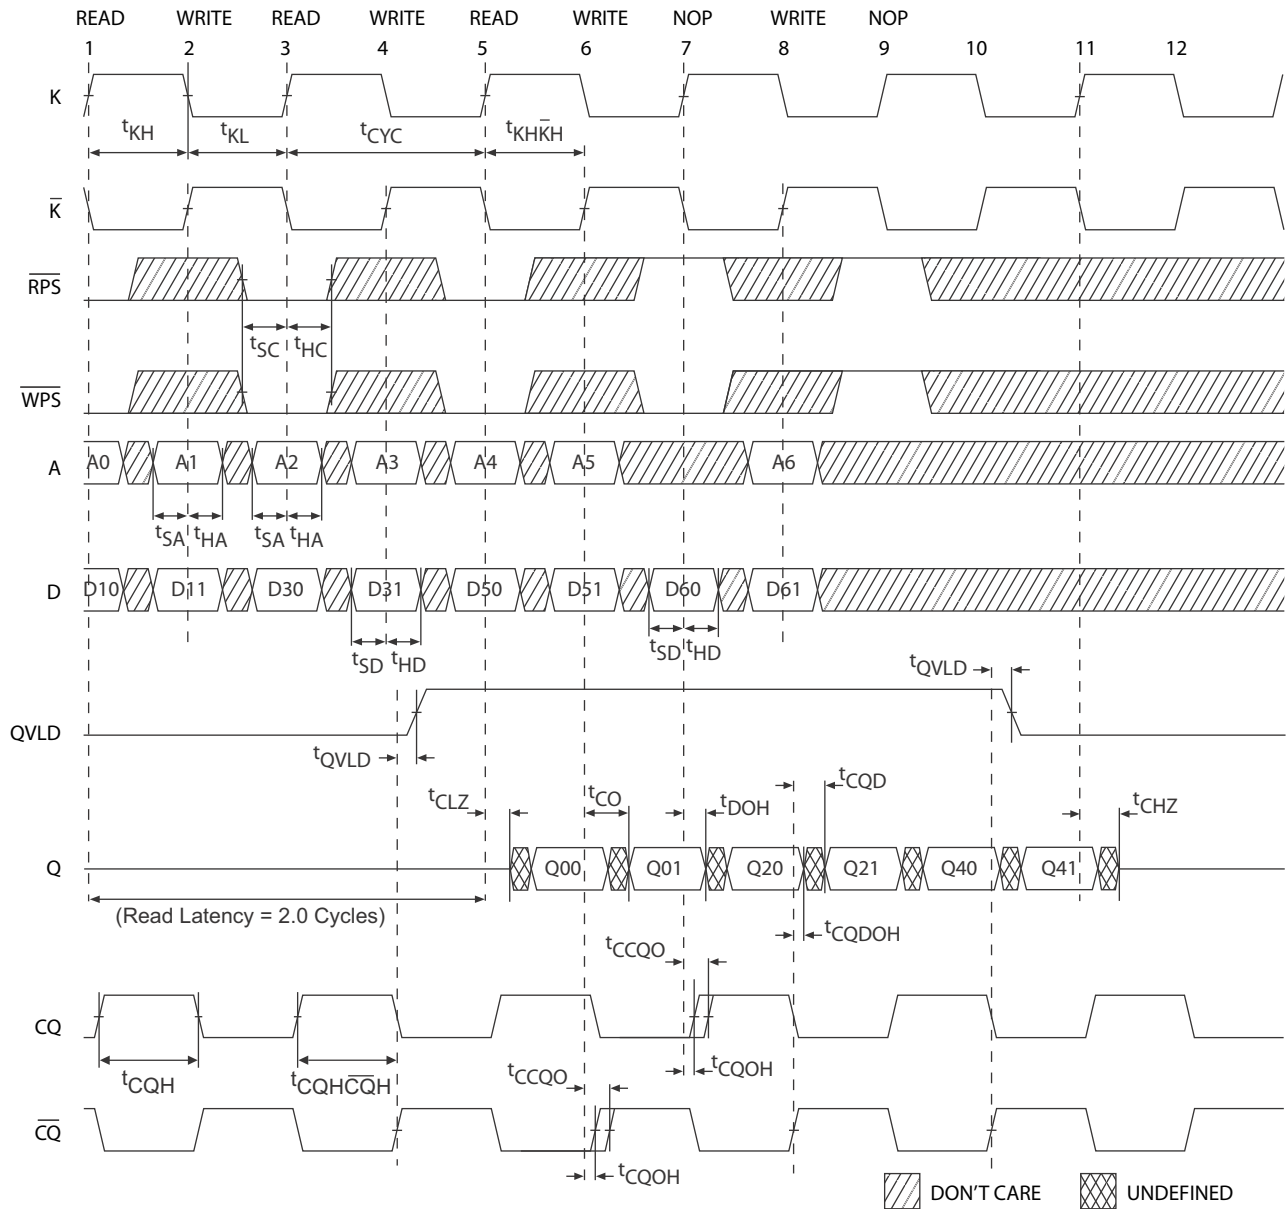 READ WRITE READ WRITE READ WRITE NOP WRITE NOP
1 2 3 4 5 6 7 8 9 10 11 12
K
tKH tKL tCYC tKHK̅H
K̅
R̅P̅S̅
tSC tHC
W̅P̅S̅
A A0 A1 A2 A3 A4 A5 A6
tSA tHA tSA tHA
D D10 D11 D30 D31 D50 D51 D60 D61
tSD tHD tSD tHD
tQVLD
QVLD
tQVLD
tCLZ tCO tDOH tCQD tCHZ
Q Q00 Q01 Q20 Q21 Q40 Q41
(Read Latency = 2.0 Cycles)
tCQDOH
tCCQO
CQ
tCQH tCQHC̅Q̅H tCCQO tCQOH
C̅Q̅
tCQOH
DON'T CARE UNDEFINED